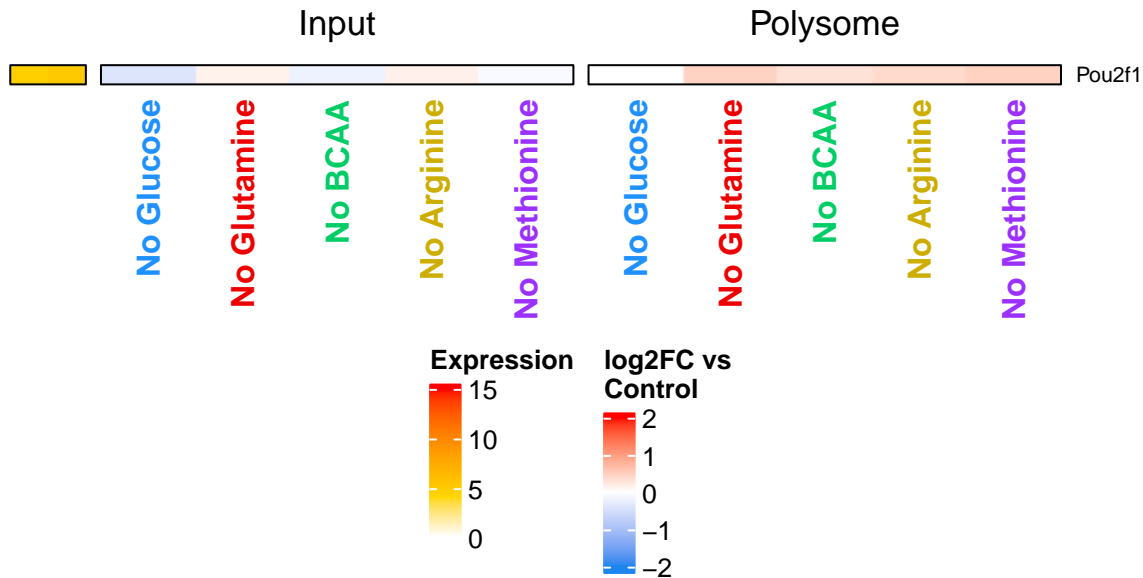 Input
Polysome
Pou2f1
No Glucose
No Glutamine
No BCAA
No Arginine
No Methionine
No Glucose
No Glutamine
No BCAA
No Arginine
No Methionine
Expression
15
10
5
0
log2FC vs
Control
2
1
0
−1
−2